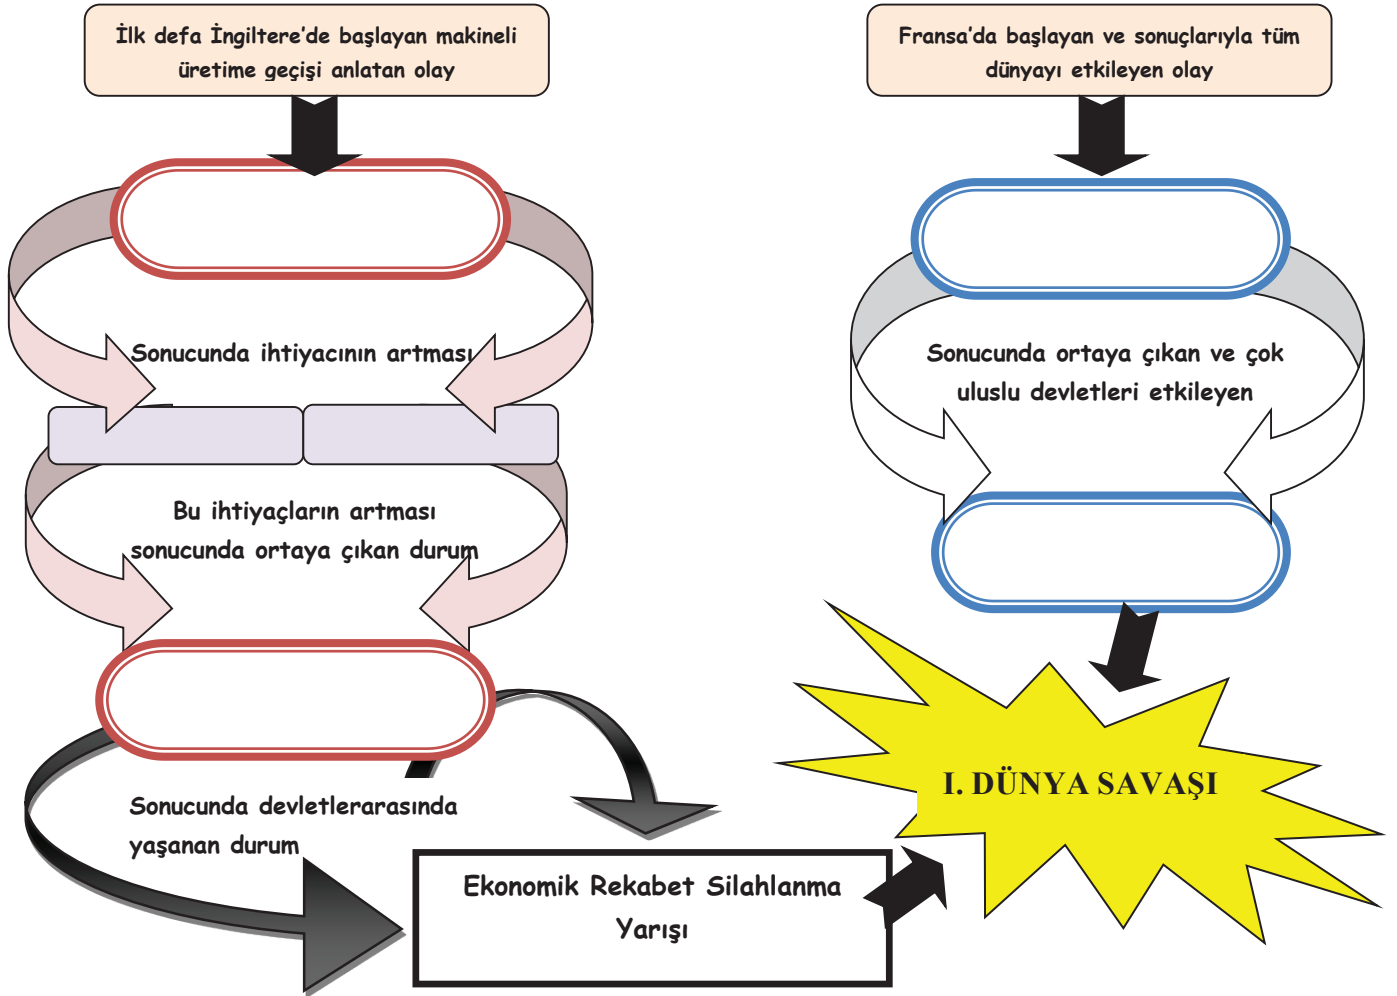 İlk defa İngiltere’de başlayan makineli
üretime geçişi anlatan olay
Fransa’da başlayan ve sonuçlarıyla tüm
dünyayı etkileyen olay
Sonucunda ihtiyacının artması
Sonucunda ortaya çıkan ve çok
uluslu devletleri etkileyen
Bu ihtiyaçların artması
sonucunda ortaya çıkan durum
I. DÜNYA SAVAŞI
Sonucunda devletlerarasında
yaşanan durum
Ekonomik Rekabet Silahlanma
Yarışı